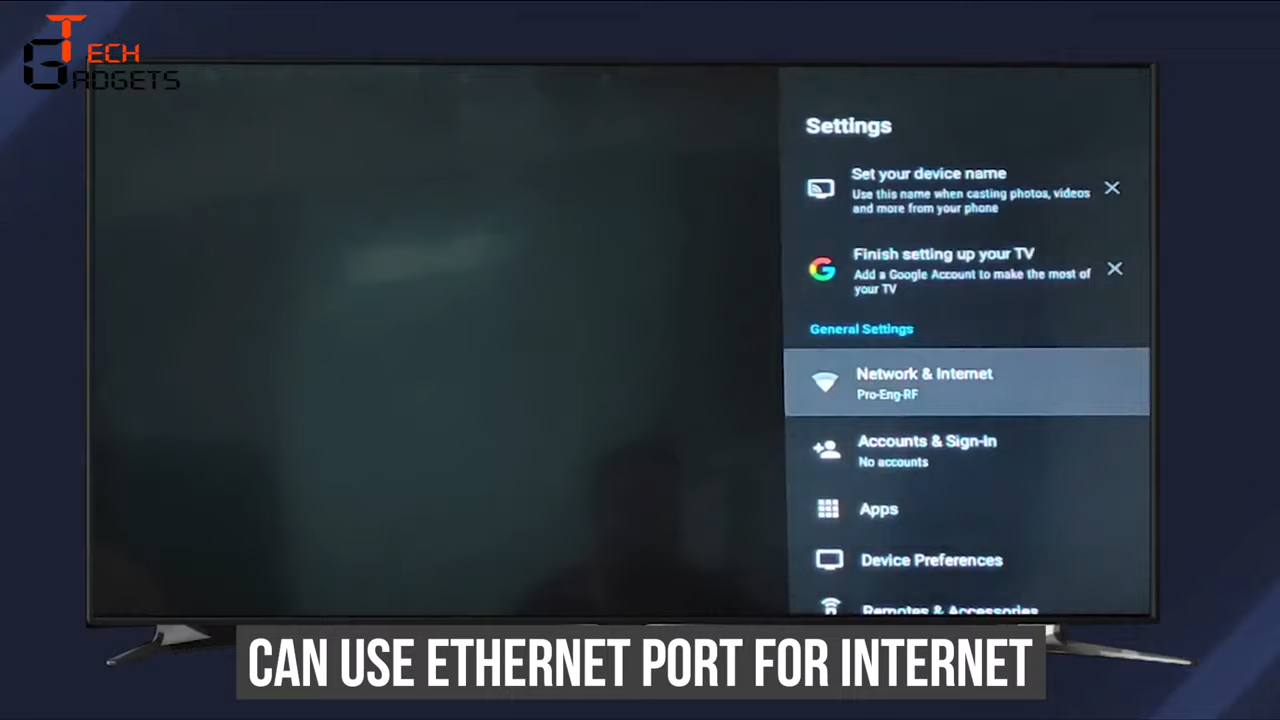 TECH
GADGETS
Settings
Set your device name
Use this name when casting photos, videos
and more from your phone
Finish setting up your TV
Add a Google Account to make the most of
your TV
General Settings
Network & Internet
Pro-Eng-RF
Accounts & Sign-In
No accounts
Apps
Device Preferences
Remotes & Accessories
CAN USE ETHERNET PORT FOR INTERNET